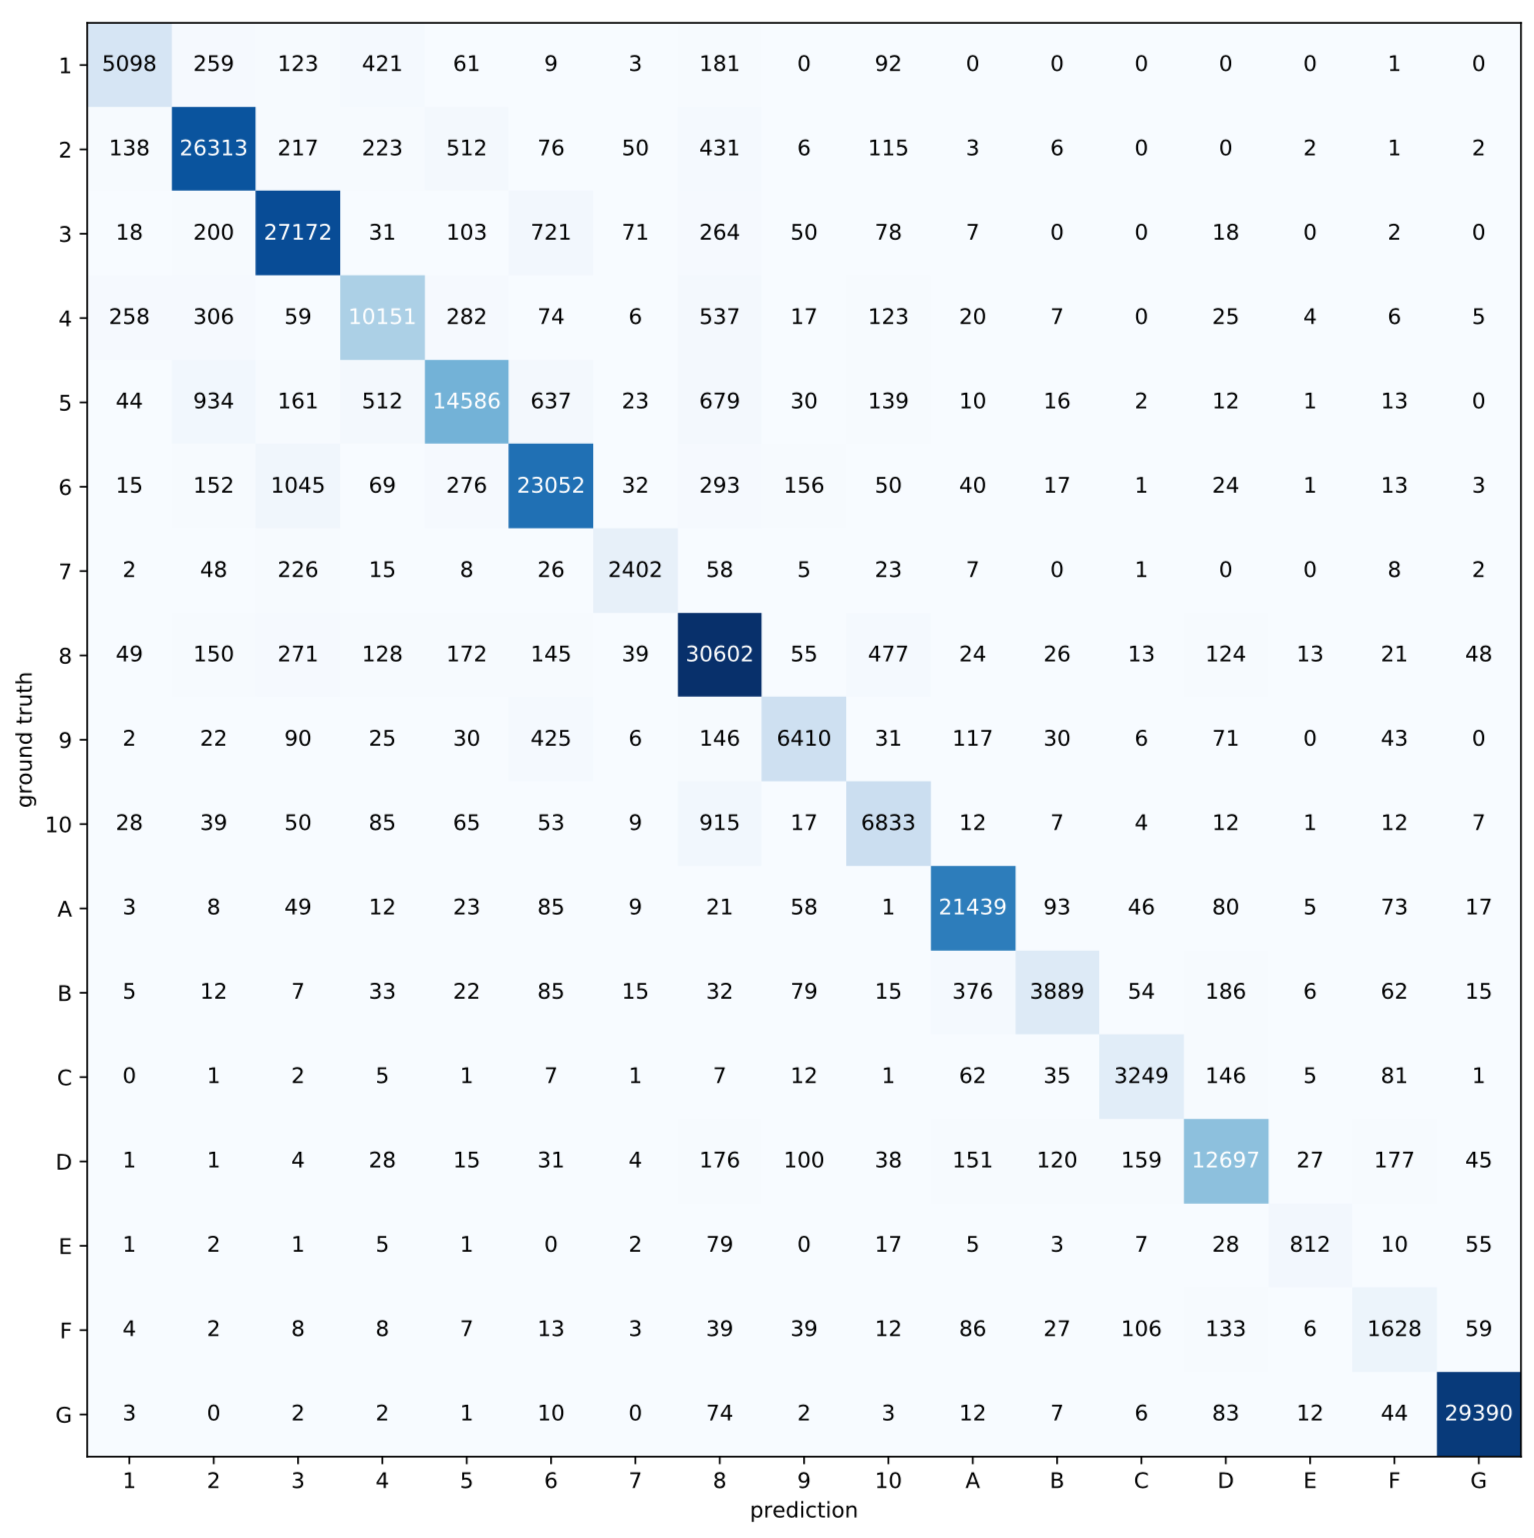 1 5098 259 123 421 61 9 3 181 0 92 0 0 0 0 0 1 0
2 138 26313 217 223 512 76 50 431 6 115 3 6 0 0 2 1 2
3 18 200 27172 31 103 721 71 264 50 78 7 0 0 18 0 2 0
4 258 306 59 10151 282 74 6 537 17 123 20 7 0 25 4 6 5
5 44 934 161 512 14586 637 23 679 30 139 10 16 2 12 1 13 0
6 15 152 1045 69 276 23052 32 293 156 50 40 17 1 24 1 13 3
7 2 48 226 15 8 26 2402 58 5 23 7 0 1 0 0 8 2
8 49 150 271 128 172 145 39 30602 55 477 24 26 13 124 13 21 48
9 2 22 90 25 30 425 6 146 6410 31 117 30 6 71 0 43 0
10 28 39 50 85 65 53 9 915 17 6833 12 7 4 12 1 12 7
A 3 8 49 12 23 85 9 21 58 1 21439 93 46 80 5 73 17
B 5 12 7 33 22 85 15 32 79 15 376 3889 54 186 6 62 15
C 0 1 2 5 1 7 1 7 12 1 62 35 3249 146 5 81 1
D 1 1 4 28 15 31 4 176 100 38 151 120 159 12697 27 177 45
E 1 2 1 5 1 0 2 79 0 17 5 3 7 28 812 10 55
F 4 2 8 8 7 13 3 39 39 12 86 27 106 133 6 1628 59
G 3 0 2 2 1 10 0 74 2 3 12 7 6 83 12 44 29390
1 2 3 4 5 6 7 8 9 10 A B C D E F G
prediction
ground truth